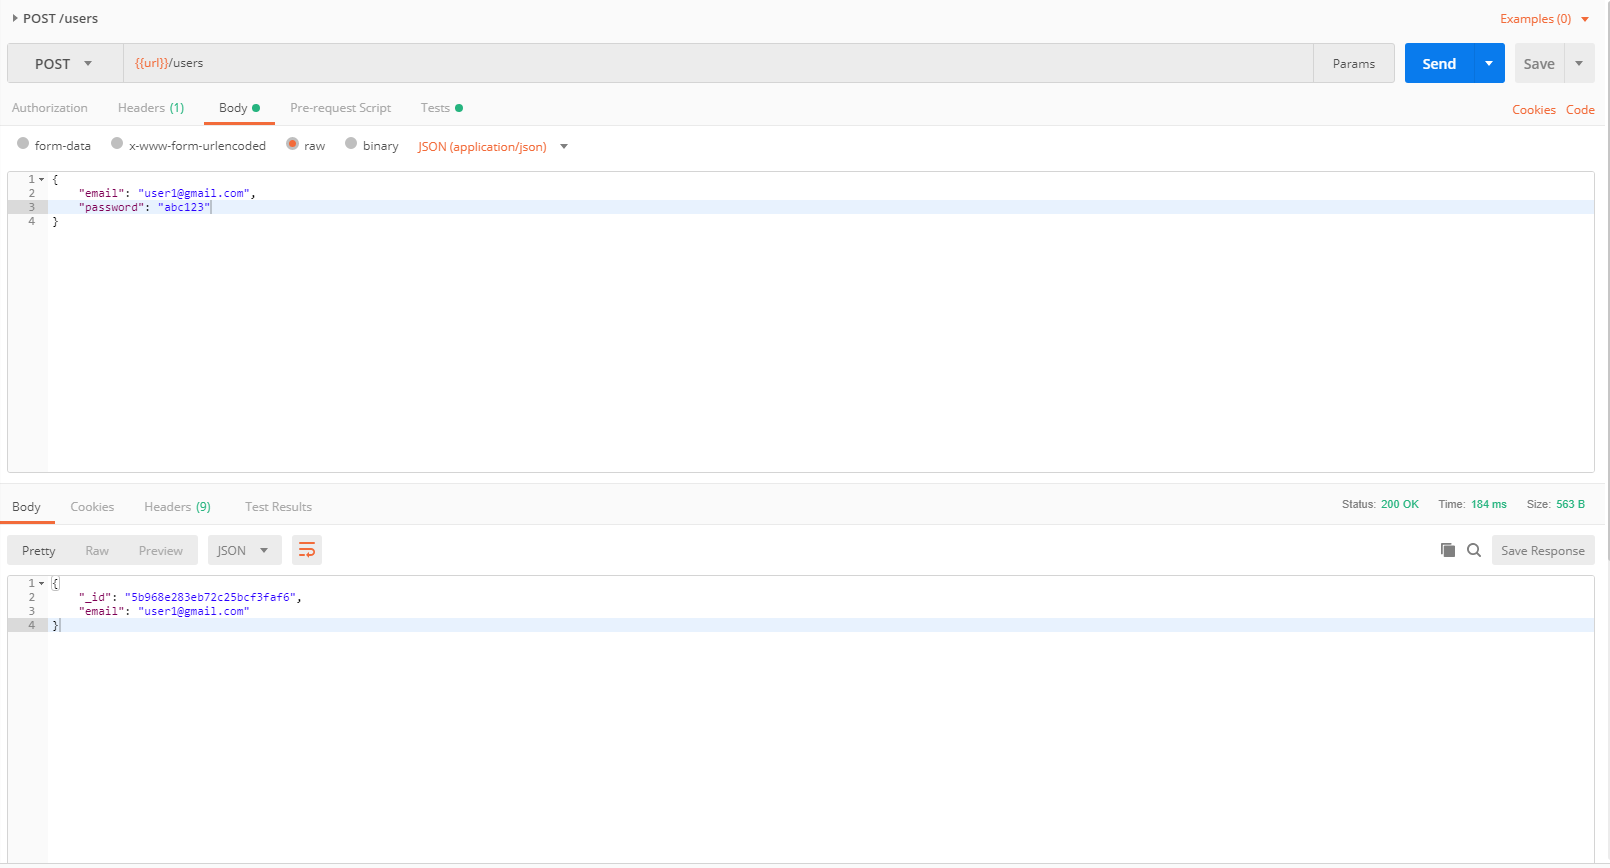 POST /users
Examples (0)
POST {{url}}/users Params Send Save
Authorization Headers (1) Body Pre-request Script Tests Cookies Code
form-data x-www-form-urlencoded raw binary JSON (application/json)
1 {
2 "email": "user1@gmail.com",
3 "password": "abc123"
4 }
Body Cookies Headers (9) Test Results Status: 200 OK Time: 184 ms Size: 563 B
Pretty Raw Preview JSON Save Response
1 {
2 "_id": "5b968e283eb72c25bcf3faf6",
3 "email": "user1@gmail.com"
4 }